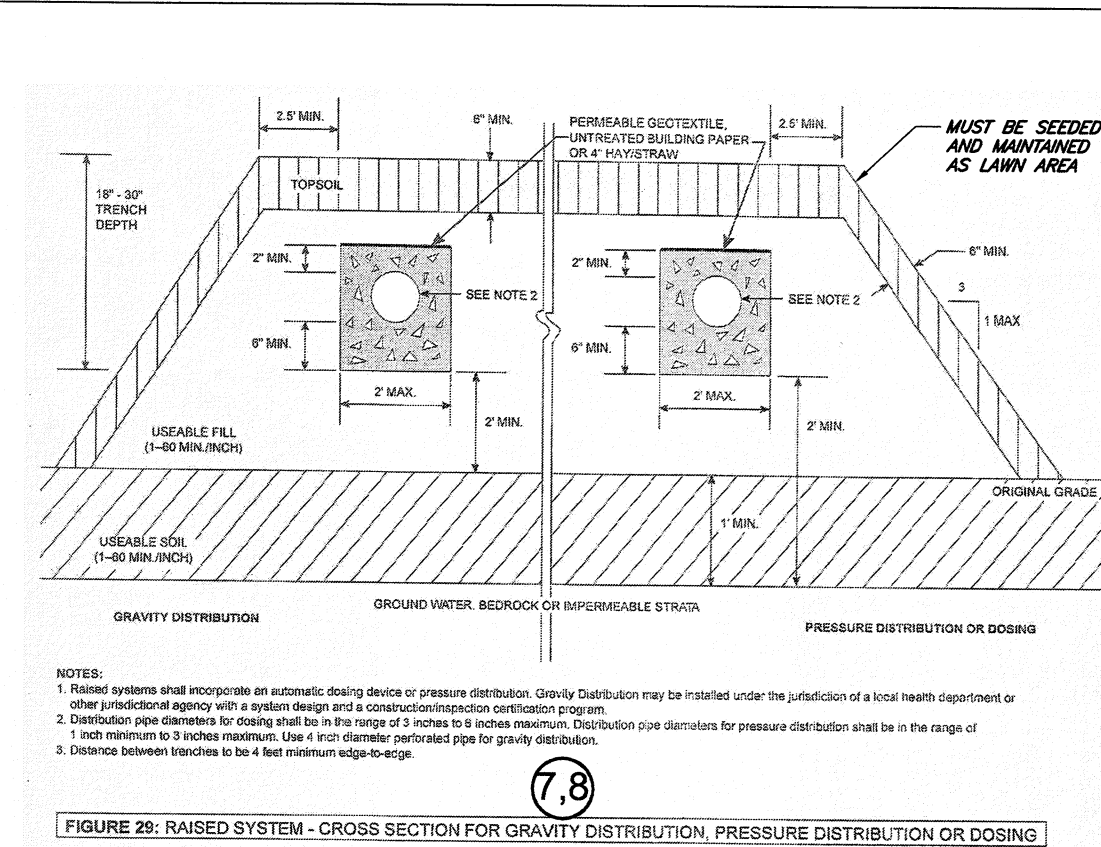 2.5' MIN.
6" MIN.
PERMEABLE GEOTEXTILE,
UNTREATED BUILDING PAPER
OR 4" HAY/STRAW
2.5' MIN.
MUST BE SEEDED
AND MAINTAINED
AS LAWN AREA
18" - 30"
TRENCH
DEPTH
TOPSOIL
2" MIN.
SEE NOTE 2
6" MIN.
2' MAX.
2' MIN.
2" MIN.
SEE NOTE 2
6" MIN.
2' MAX.
2' MIN.
6" MIN.
3
1 MAX
USEABLE FILL
(1–60 MIN./INCH)
ORIGINAL GRADE
1' MIN.
USEABLE SOIL
(1–60 MIN./INCH)
GRAVITY DISTRIBUTION
GROUND WATER, BEDROCK OR IMPERMEABLE STRATA
PRESSURE DISTRIBUTION OR DOSING
NOTES:
1. Raised systems shall incorporate an automatic dosing device or pressure distribution. Gravity Distribution may be installed under the jurisdiction of a local health department or
other jurisdictional agency with a system design and a construction/inspection certification program.
2. Distribution pipe diameters for dosing shall be in the range of 3 inches to 6 inches maximum. Distribution pipe diameters for pressure distribution shall be in the range of
1 inch minimum to 3 inches maximum. Use 4 inch diameter perforated pipe for gravity distribution.
3. Distance between trenches to be 4 feet minimum edge-to-edge.
7,8
FIGURE 29: RAISED SYSTEM - CROSS SECTION FOR GRAVITY DISTRIBUTION, PRESSURE DISTRIBUTION OR DOSING